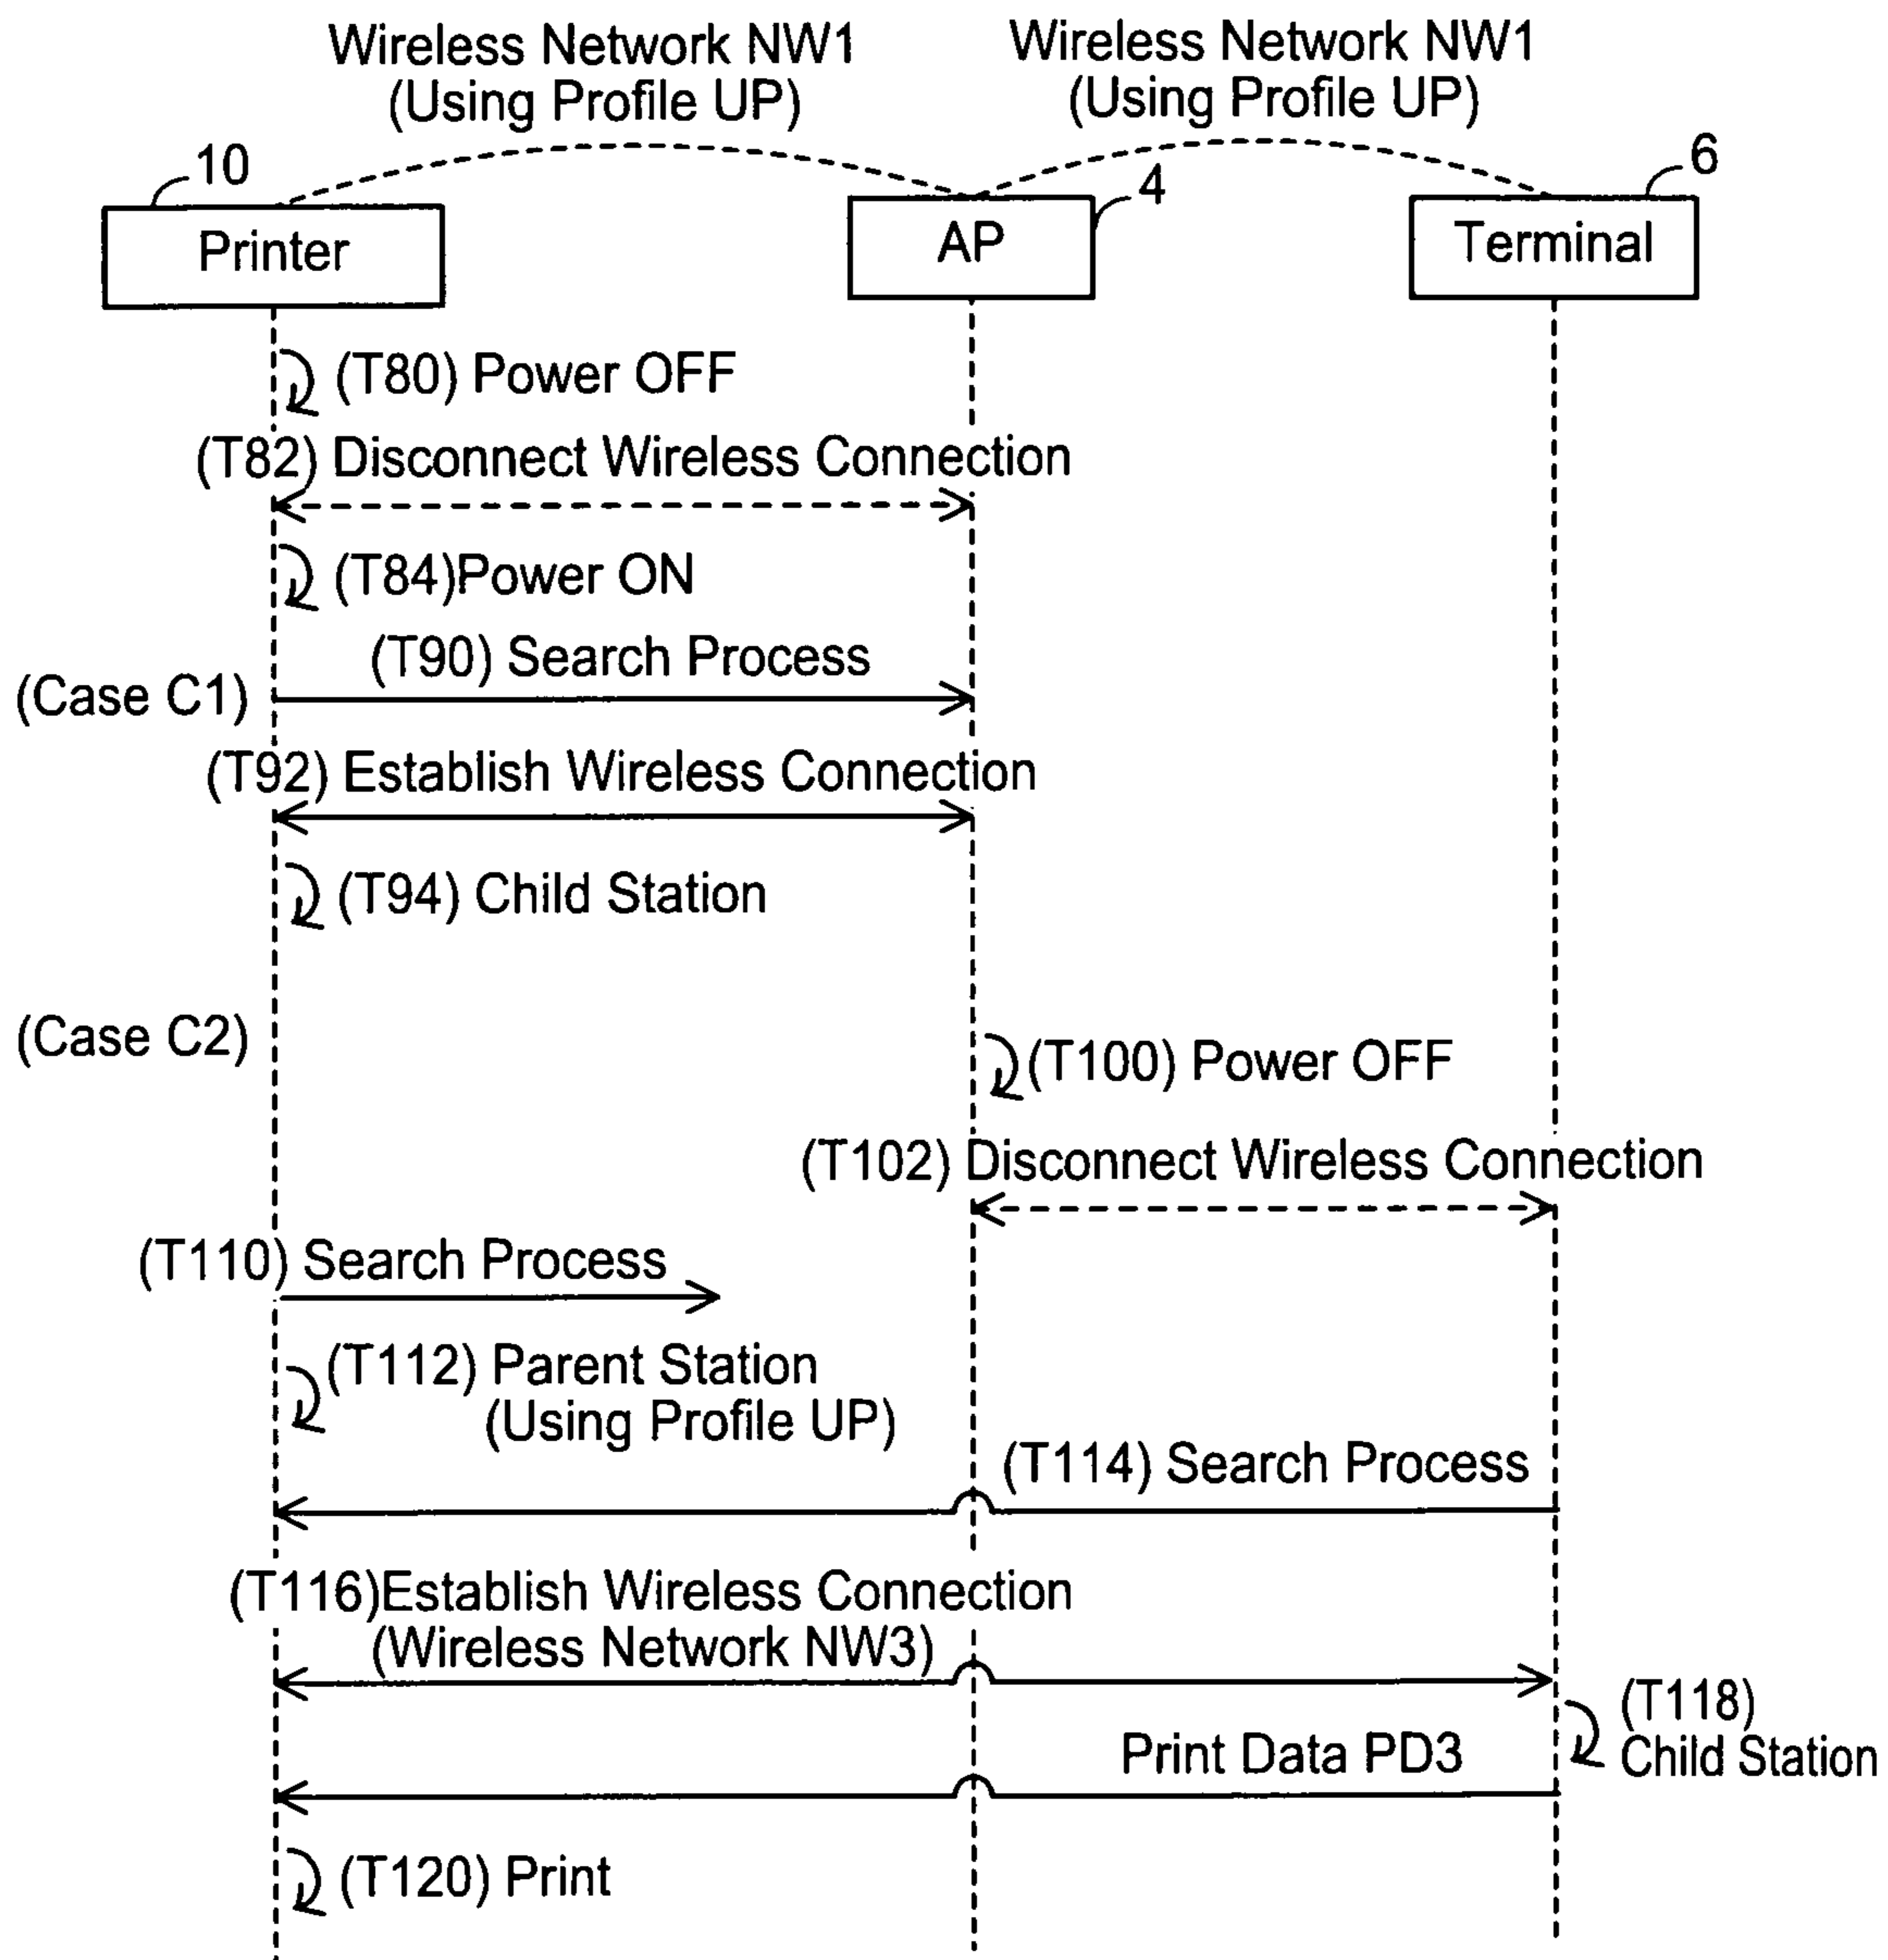 Wireless Network NW1
(Using Profile UP)
Wireless Network NW1
(Using Profile UP)
10
4
6
Printer
AP
Terminal
(T80) Power OFF
(T82) Disconnect Wireless Connection
(T84)Power ON
(T90) Search Process
(Case C1)
(T92) Establish Wireless Connection
(T94) Child Station
(Case C2)
(T100) Power OFF
(T102) Disconnect Wireless Connection
(T110) Search Process
(T112) Parent Station
(Using Profile UP)
(T114) Search Process
(T116)Establish Wireless Connection
(Wireless Network NW3)
(T118)
Child Station
Print Data PD3
(T120) Print